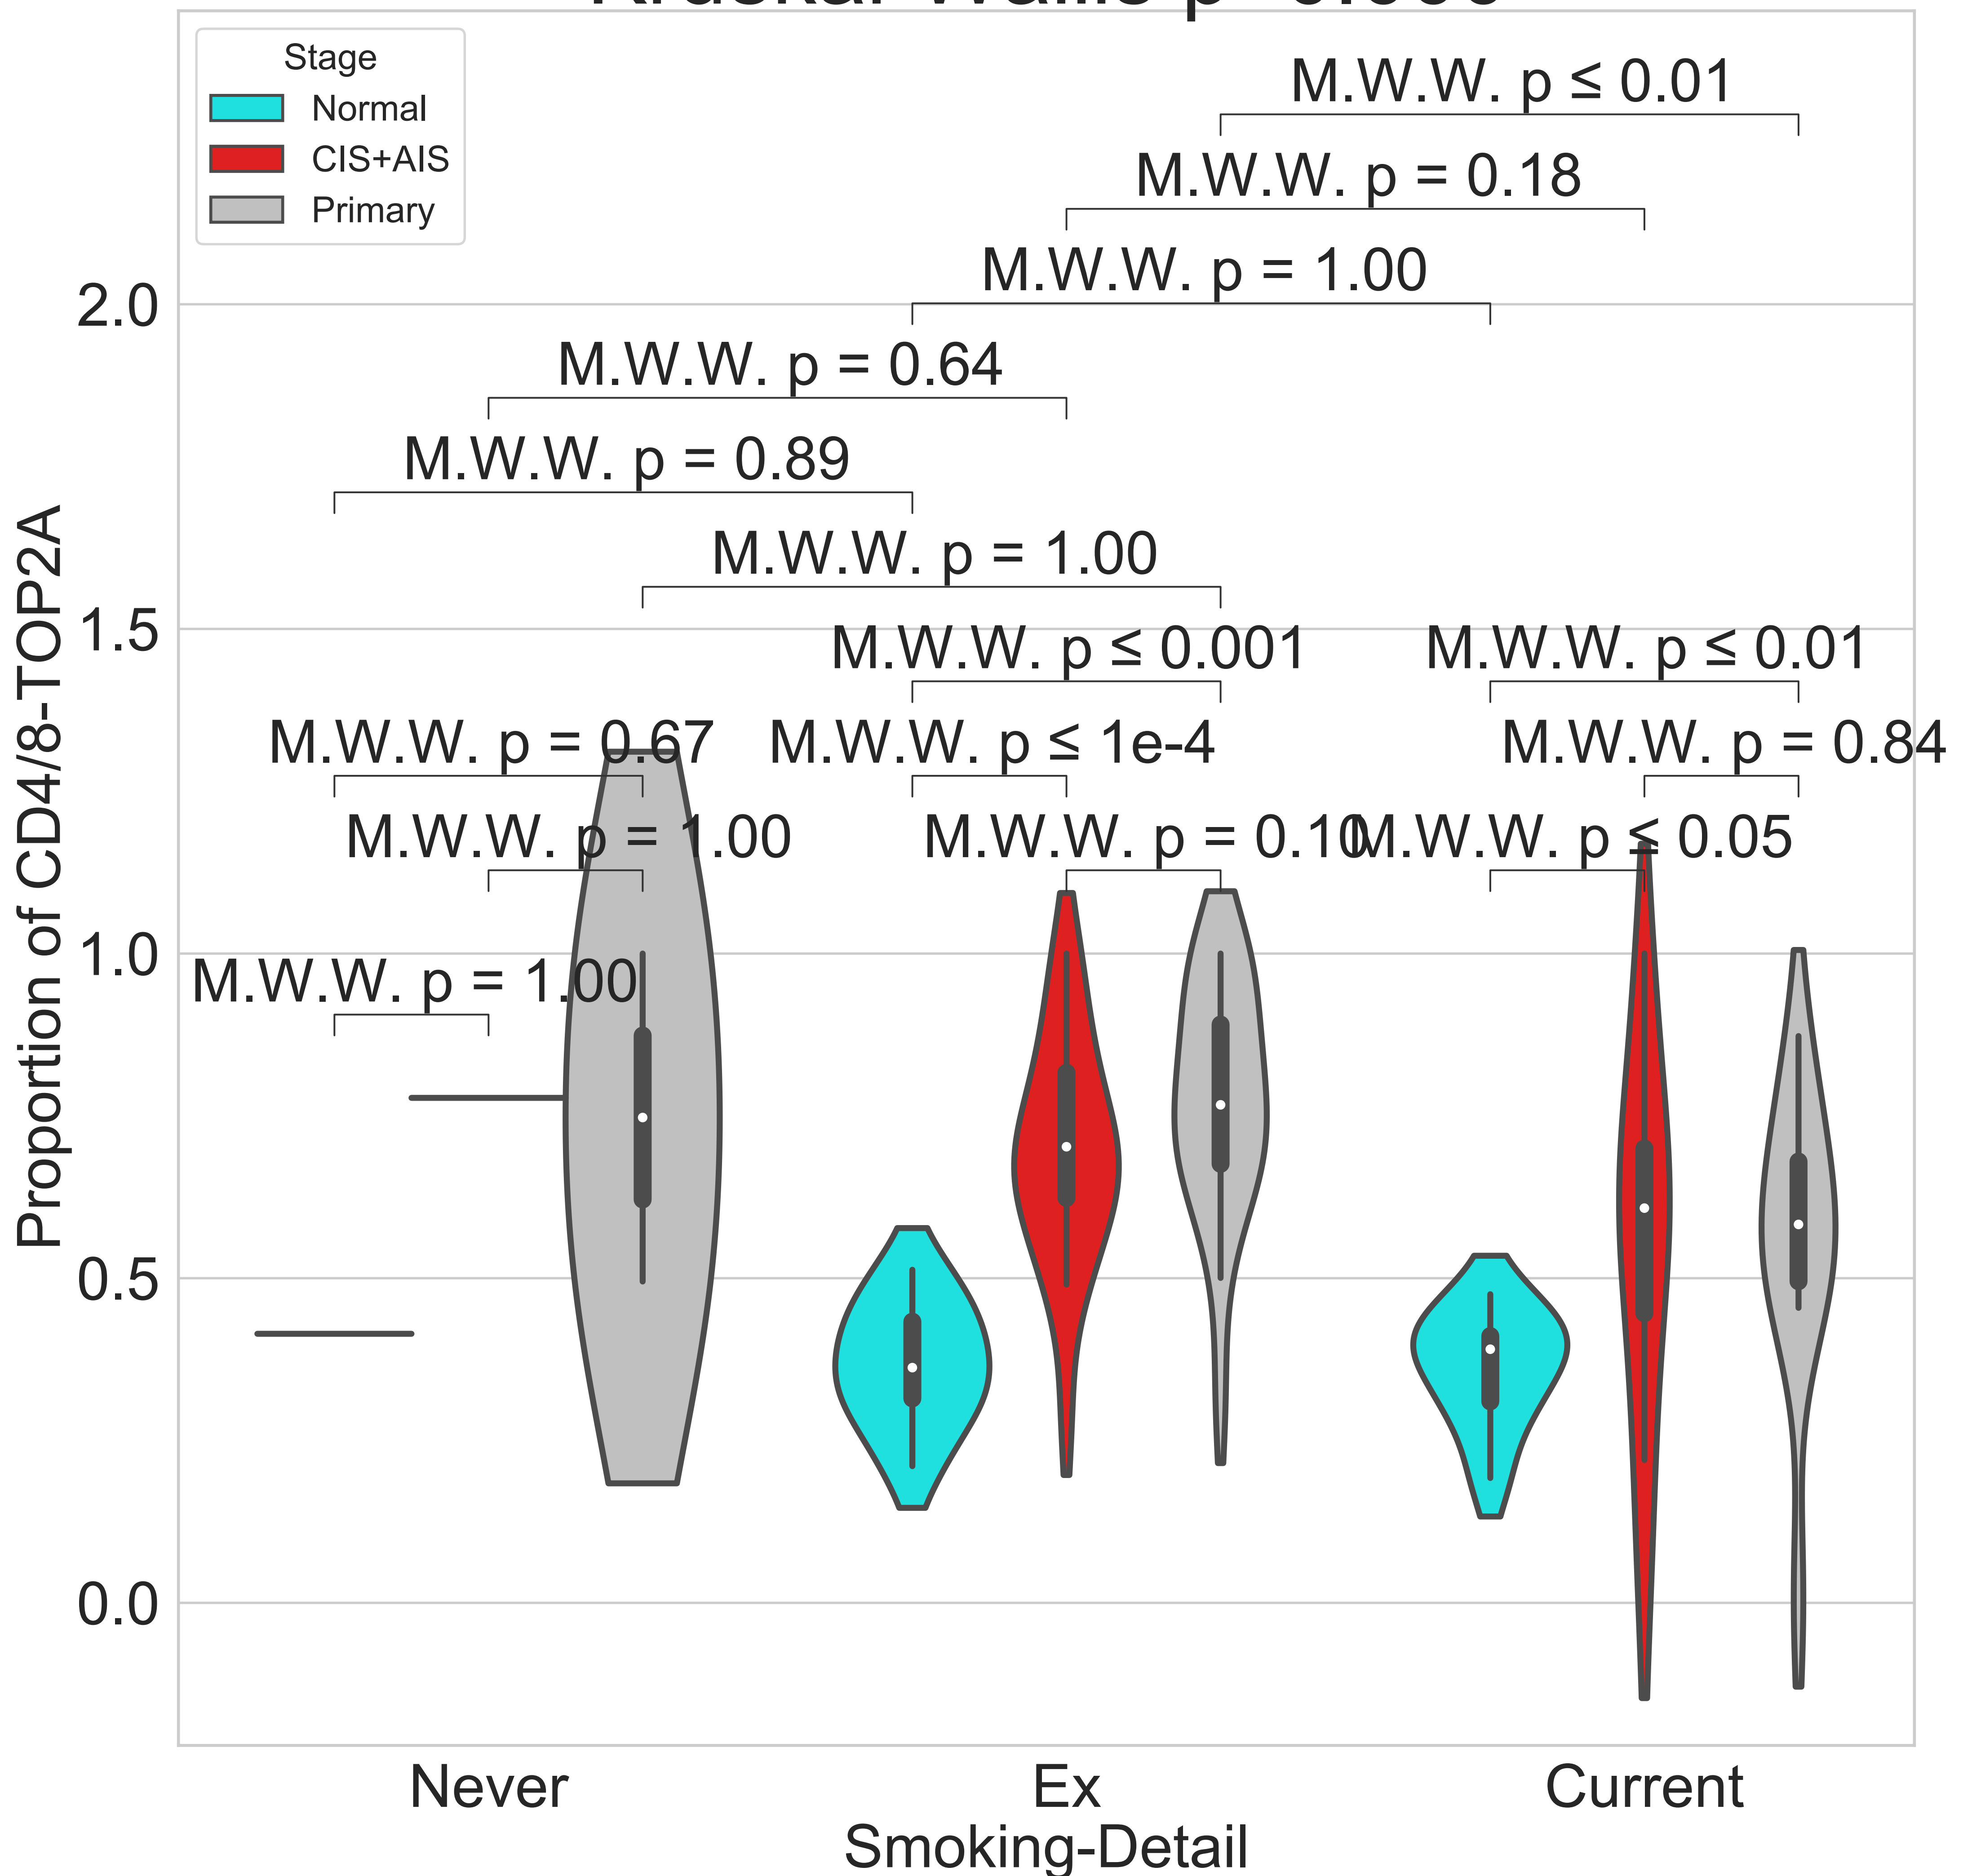 Stage
Normal
CIS+AIS
Primary
M.W.W. p ≤ 0.01
M.W.W. p = 0.18
M.W.W. p = 1.00
M.W.W. p = 0.64
M.W.W. p = 0.89
M.W.W. p = 1.00
M.W.W. p ≤ 0.001
M.W.W. p ≤ 0.01
M.W.W. p = 0.67
M.W.W. p ≤ 1e-4
M.W.W. p = 0.84
M.W.W. p = 1.00
M.W.W. p = 0.10
M.W.W. p ≤ 0.05
M.W.W. p = 1.00
2.0
1.5
1.0
0.5
0.0
Proportion of CD4/8-TOP2A
Never
Ex
Current
Smoking-Detail